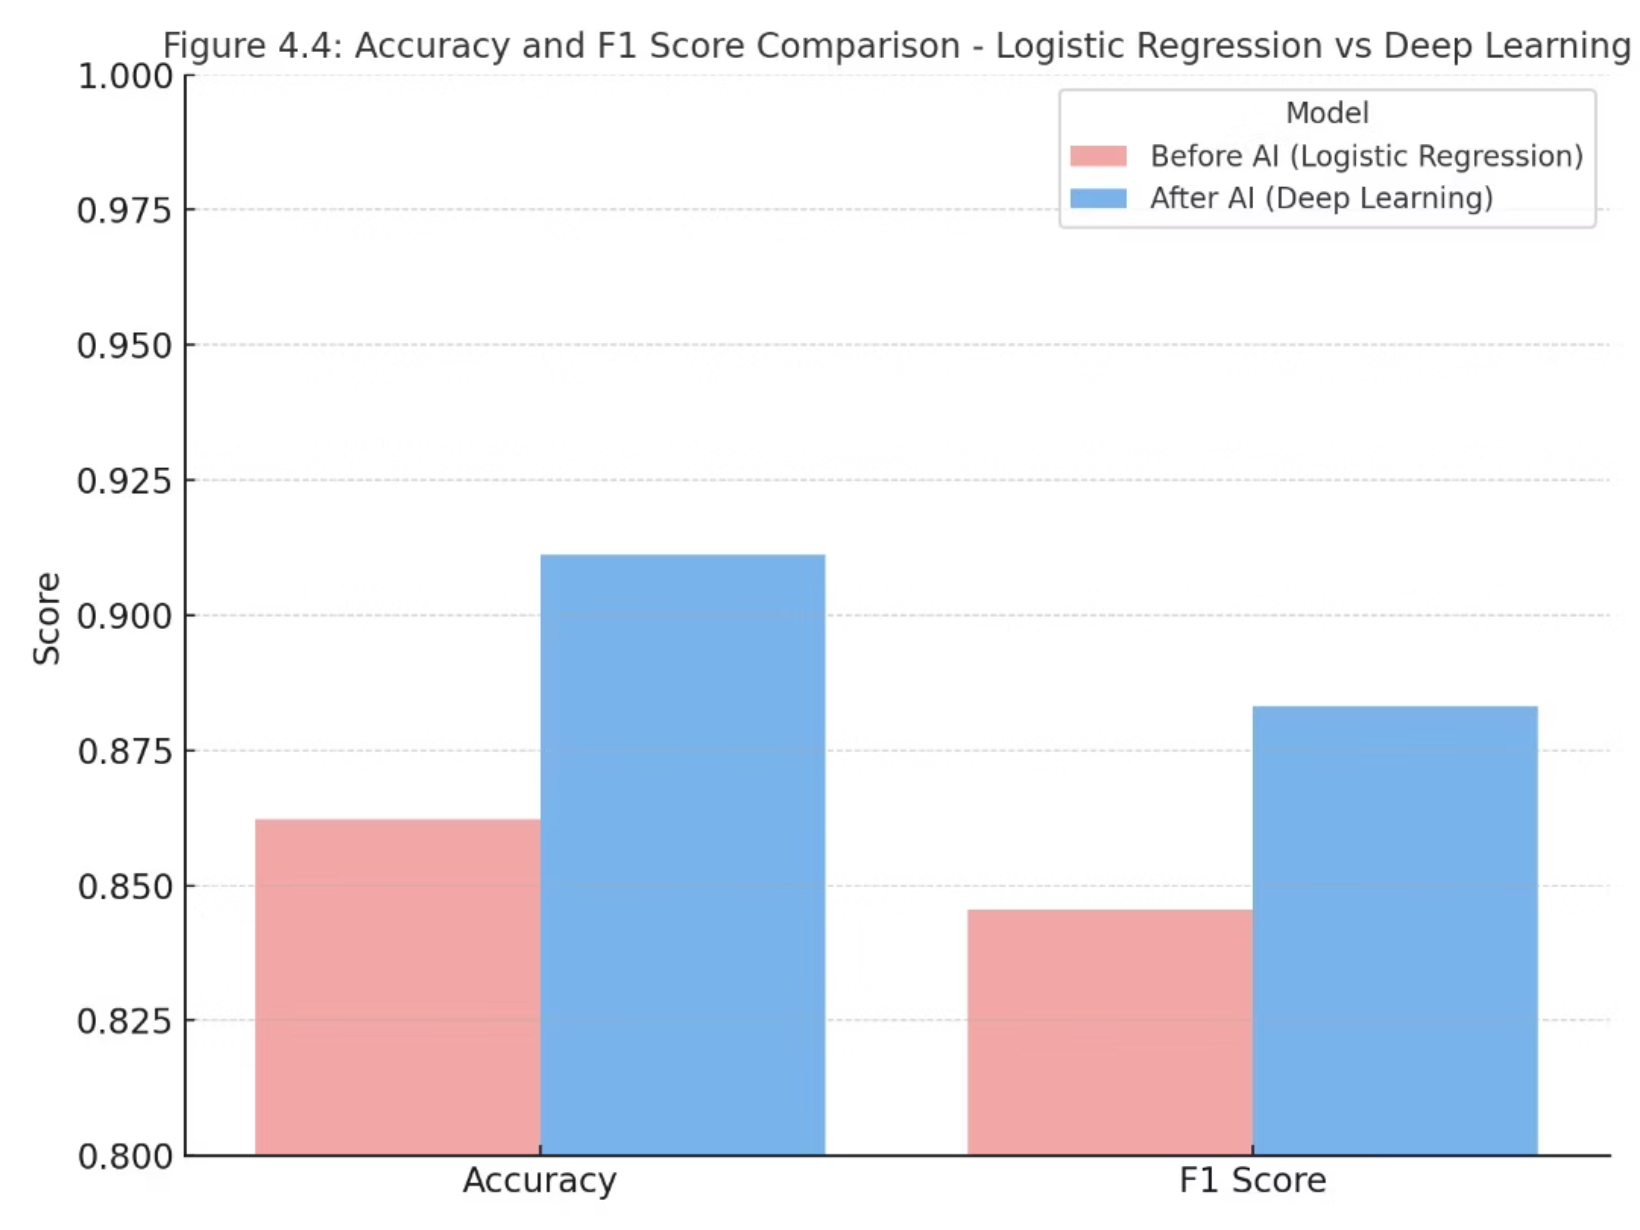 Figure 4.4: Accuracy and F1 Score Comparison - Logistic Regression vs Deep Learning
Model
Before AI (Logistic Regression)
After AI (Deep Learning)
1.000
0.975
0.950
0.925
0.900
0.875
0.850
0.825
0.800
Score
Accuracy
F1 Score